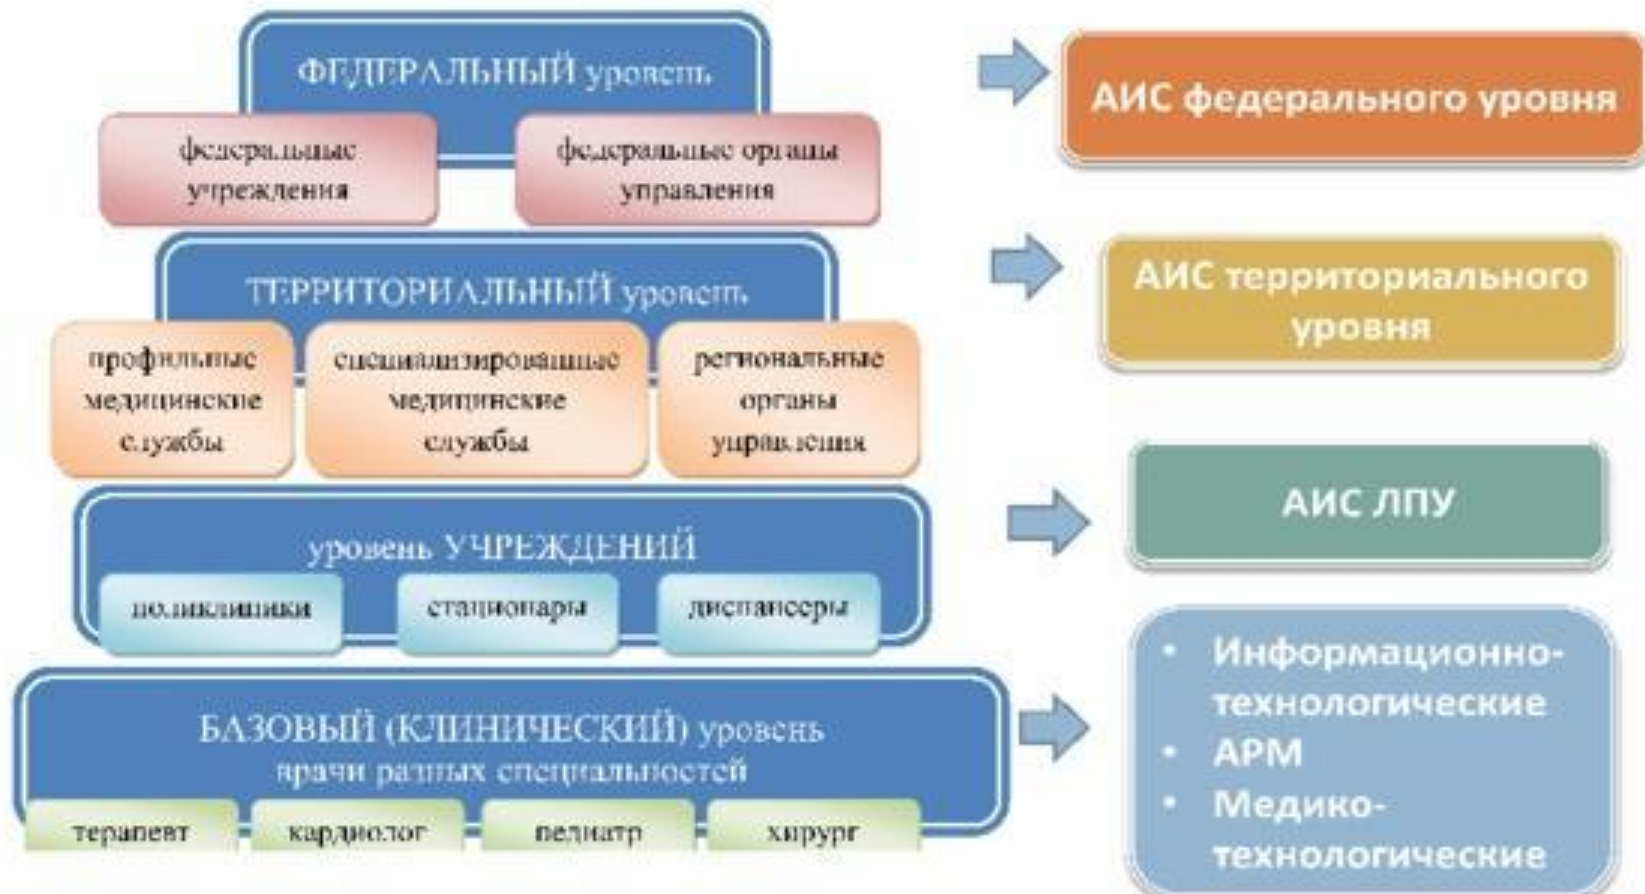 ФЕДЕРАЛЬНЫЙ уровень
федеральные
учреждения
федеральные органы
управления
АИС федерального уровня
ТЕРРИТОРИАЛЬНЫЙ уровень
профильные
медицинские
службы
специализированные
медицинские
службы
региональные
органы
управления
АИС территориального
уровня
уровень УЧРЕЖДЕНИЙ
поликлиники
стационары
диспансеры
АИС ЛПУ
БАЗОВЫЙ (КЛИНИЧЕСКИЙ) уровень
врачи разных специальностей
терапевт
кардиолог
педиатр
хирург
• Информационно-
технологические
• АРМ
• Медико-
технологические